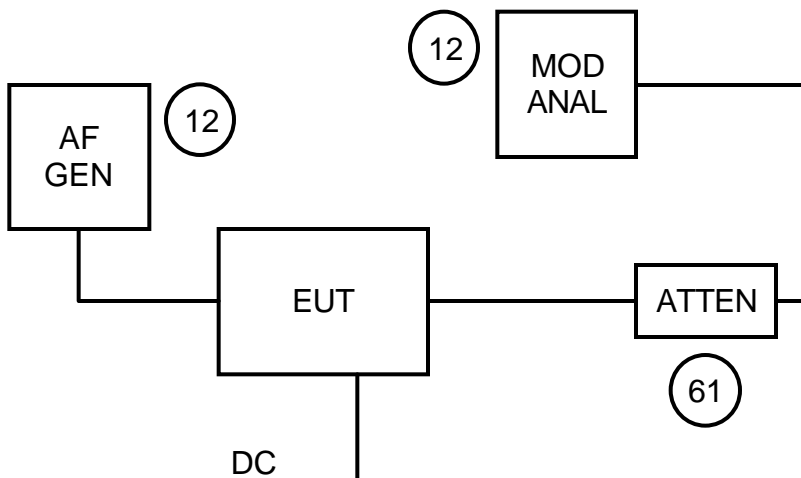 12
MOD
ANAL
AF
GEN
12
EUT
ATTEN
61
DC